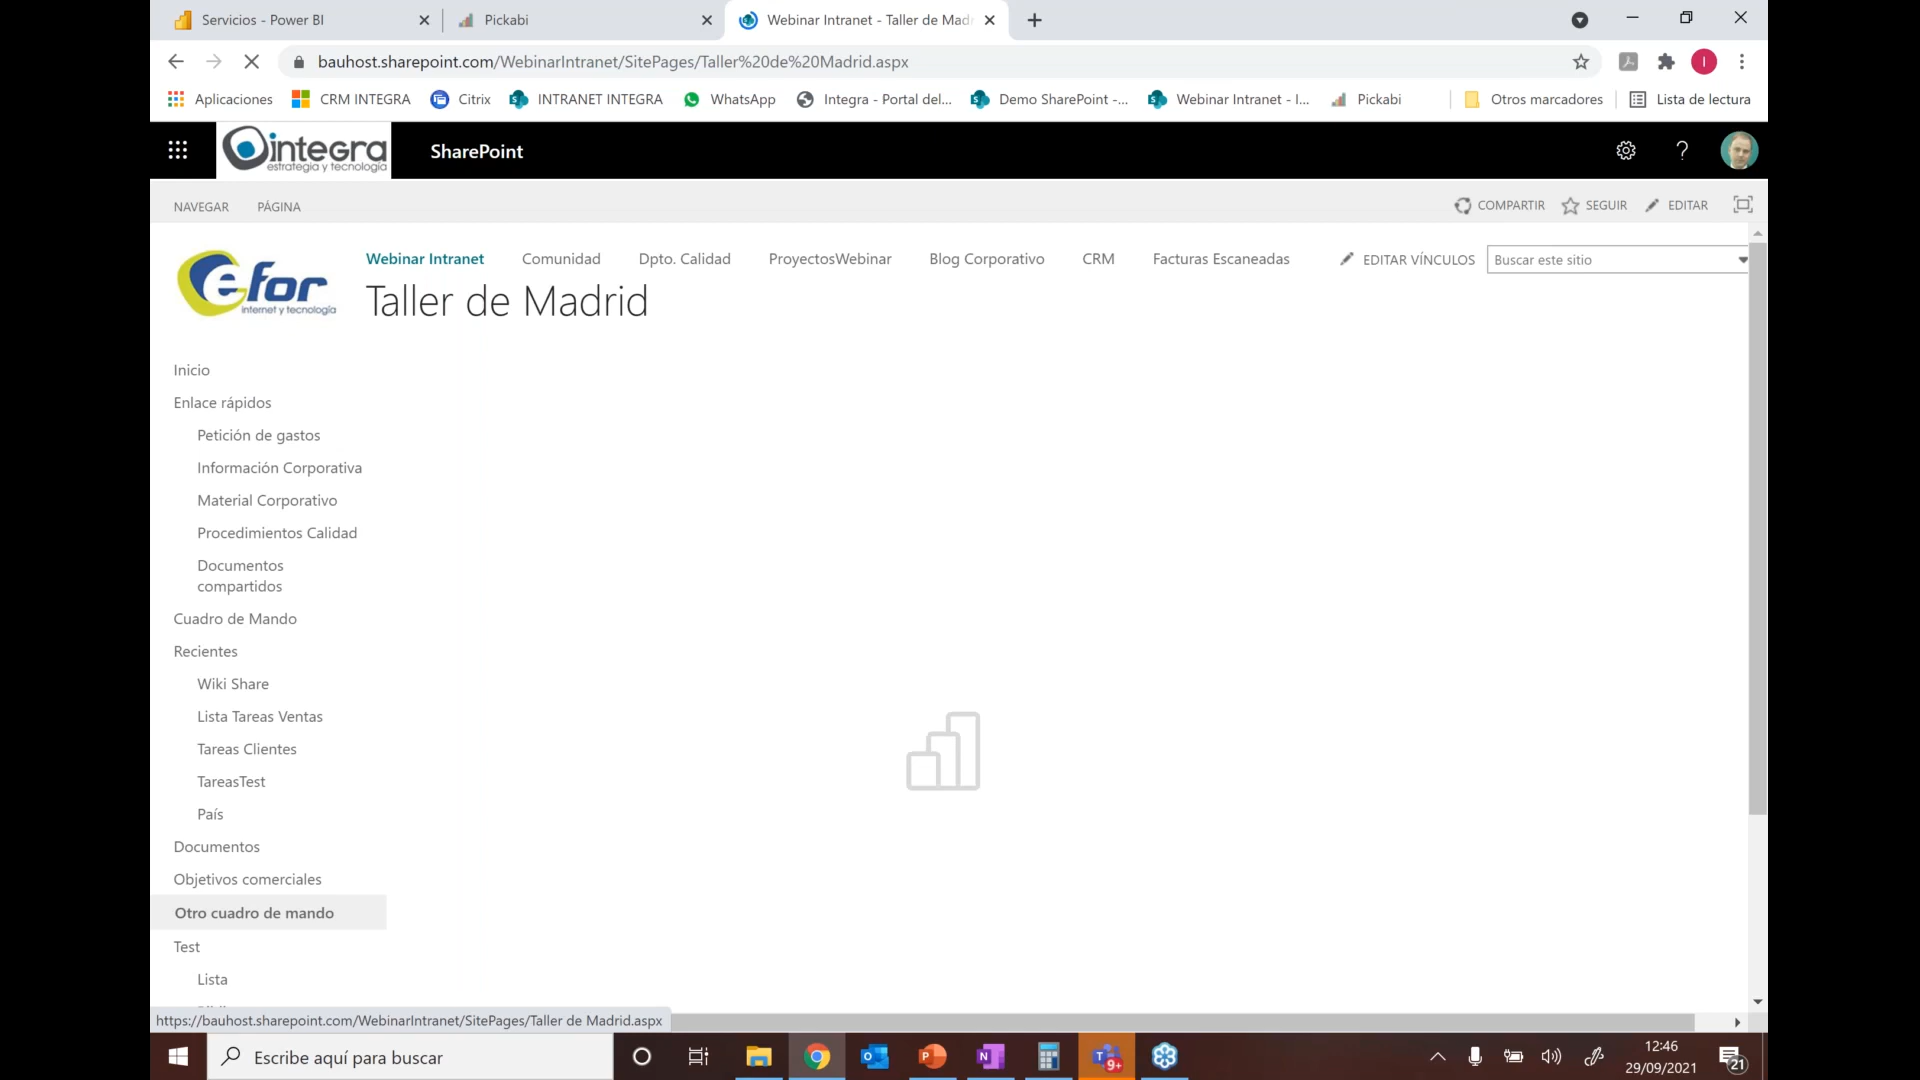 Servicios - Power BI
Pickabi
Webinar Intranet - Taller de Madr
bauhost.sharepoint.com/WebinarIntranet/SitePages/Taller%20de%20Madrid.aspx
I
Aplicaciones
CRM INTEGRA
Citrix
INTRANET INTEGRA
WhatsApp
Integra - Portal del...
Demo SharePoint -...
Webinar Intranet - I...
Pickabi
Otros marcadores
Lista de lectura
integra
estrategia y tecnología
SharePoint
NAVEGAR
PÁGINA
COMPARTIR
SEGUIR
EDITAR
efor
internet y tecnología
Webinar Intranet
Comunidad
Dpto. Calidad
ProyectosWebinar
Blog Corporativo
CRM
Facturas Escaneadas
EDITAR VÍNCULOS
Buscar este sitio
Taller de Madrid
Inicio
Enlace rápidos
Petición de gastos
Información Corporativa
Material Corporativo
Procedimientos Calidad
Documentos
compartidos
Cuadro de Mando
Recientes
Wiki Share
Lista Tareas Ventas
Tareas Clientes
TareasTest
País
Documentos
Objetivos comerciales
Otro cuadro de mando
Test
Lista
https://bauhost.sharepoint.com/WebinarIntranet/SitePages/Taller de Madrid.aspx
Escribe aquí para buscar
9+
12:46
29/09/2021
21